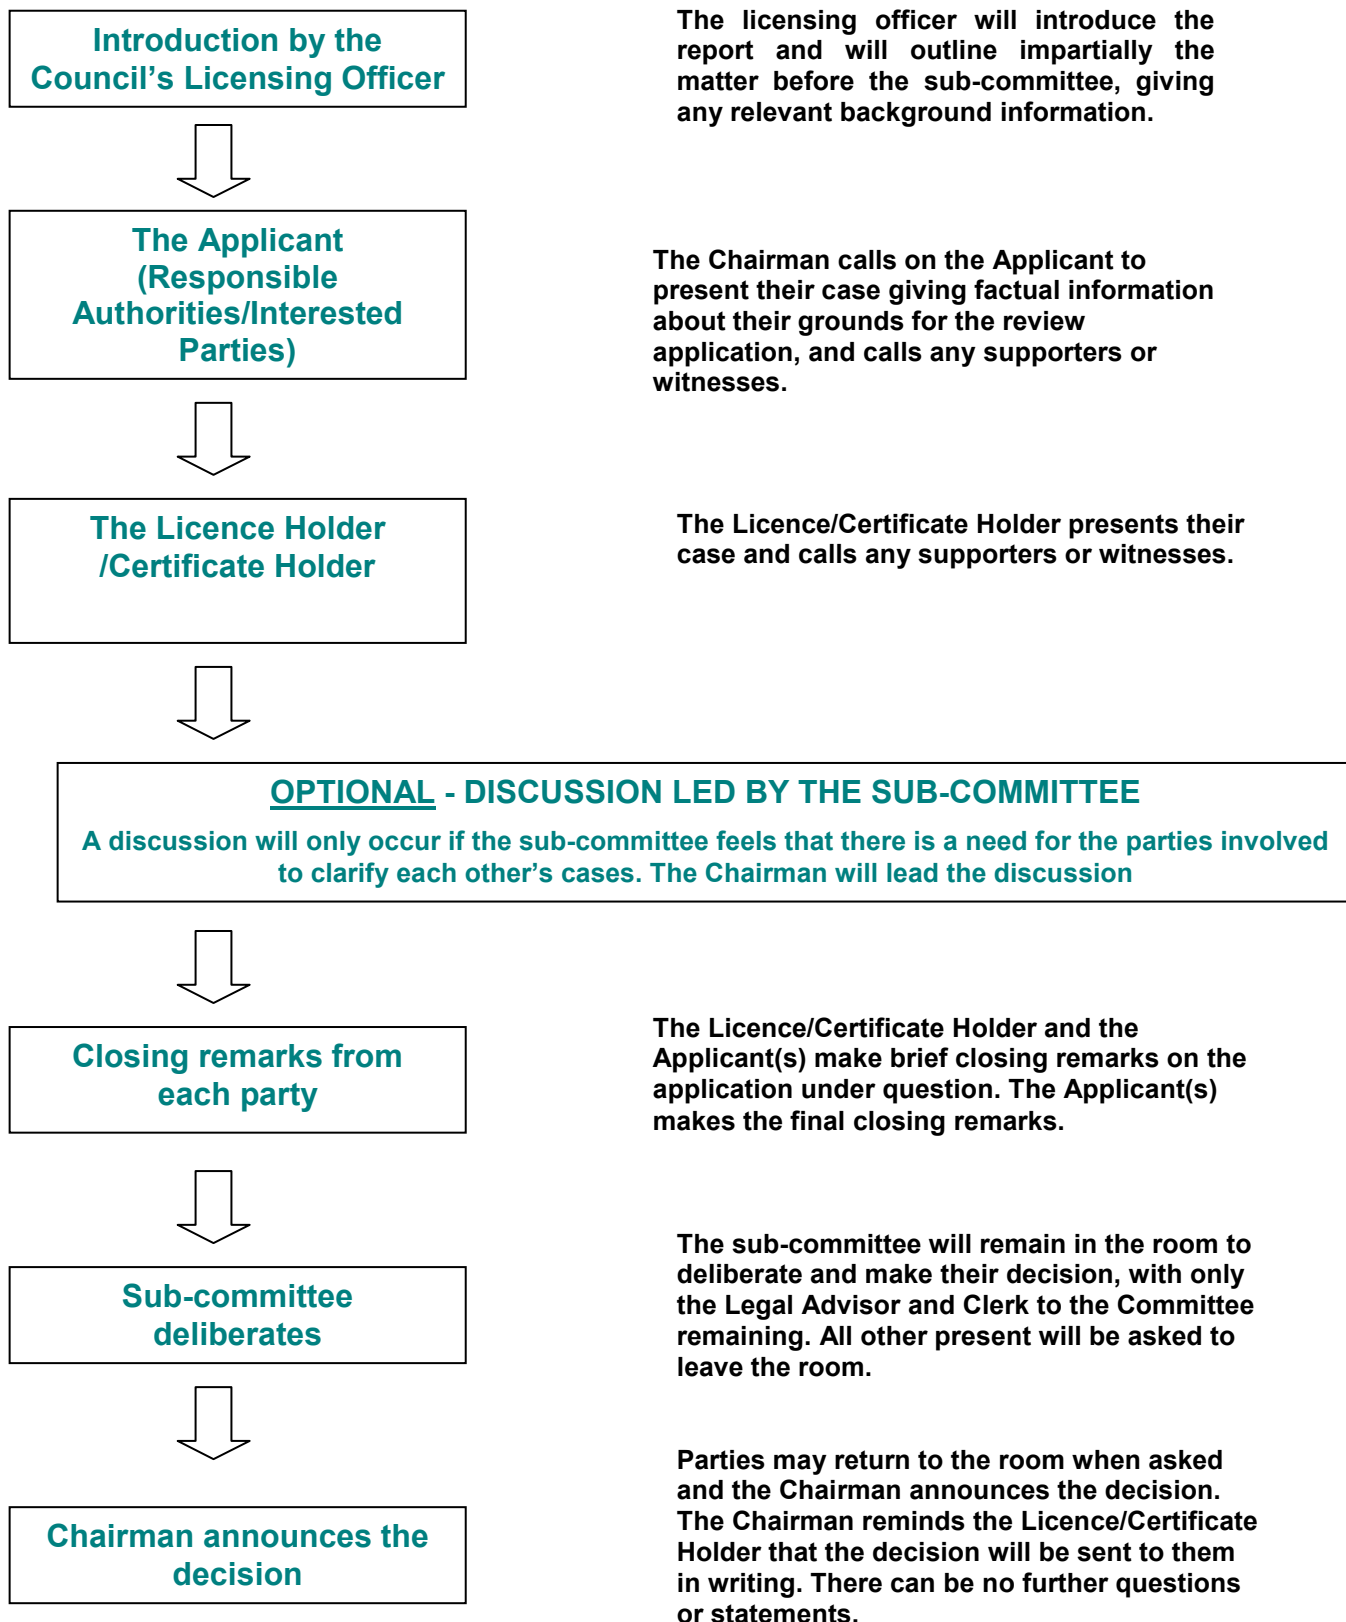 Introduction by the
Council's Licensing Officer
The licensing officer will introduce the
report and will outline impartially the
matter before the sub-committee, giving
any relevant background information.
The Applicant
(Responsible
Authorities/Interested
Parties)
The Chairman calls on the Applicant to
present their case giving factual information
about their grounds for the review
application, and calls any supporters or
witnesses.
The Licence Holder
/Certificate Holder
The Licence/Certificate Holder presents their
case and calls any supporters or witnesses.
OPTIONAL - DISCUSSION LED BY THE SUB-COMMITTEE
A discussion will only occur if the sub-committee feels that there is a need for the parties involved
to clarify each other's cases. The Chairman will lead the discussion
Closing remarks from
each party
The Licence/Certificate Holder and the
Applicant(s) make brief closing remarks on the
application under question. The Applicant(s)
makes the final closing remarks.
Sub-committee
deliberates
The sub-committee will remain in the room to
deliberate and make their decision, with only
the Legal Advisor and Clerk to the Committee
remaining. All other present will be asked to
leave the room.
Chairman announces the
decision
Parties may return to the room when asked
and the Chairman announces the decision.
The Chairman reminds the Licence/Certificate
Holder that the decision will be sent to them
in writing. There can be no further questions
or statements.